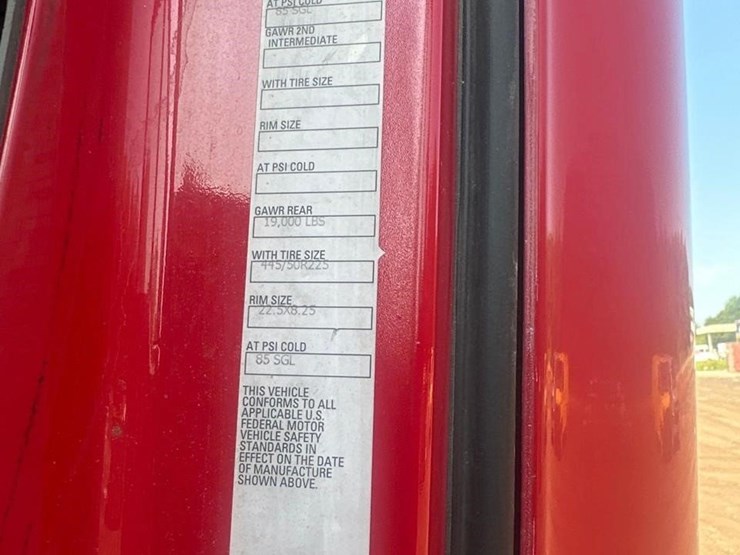 AT PSI COLD
85 SGL
GAWR 2ND
INTERMEDIATE
WITH TIRE SIZE
RIM SIZE
AT PSI COLD
GAWR REAR
19,000 LBS
WITH TIRE SIZE
445/50R225
RIM SIZE
22.5X8.25
AT PSI COLD
85 SGL
THIS VEHICLE
CONFORMS TO ALL
APPLICABLE U.S.
FEDERAL MOTOR
VEHICLE SAFETY
STANDARDS IN
EFFECT ON THE DATE
OF MANUFACTURE
SHOWN ABOVE.